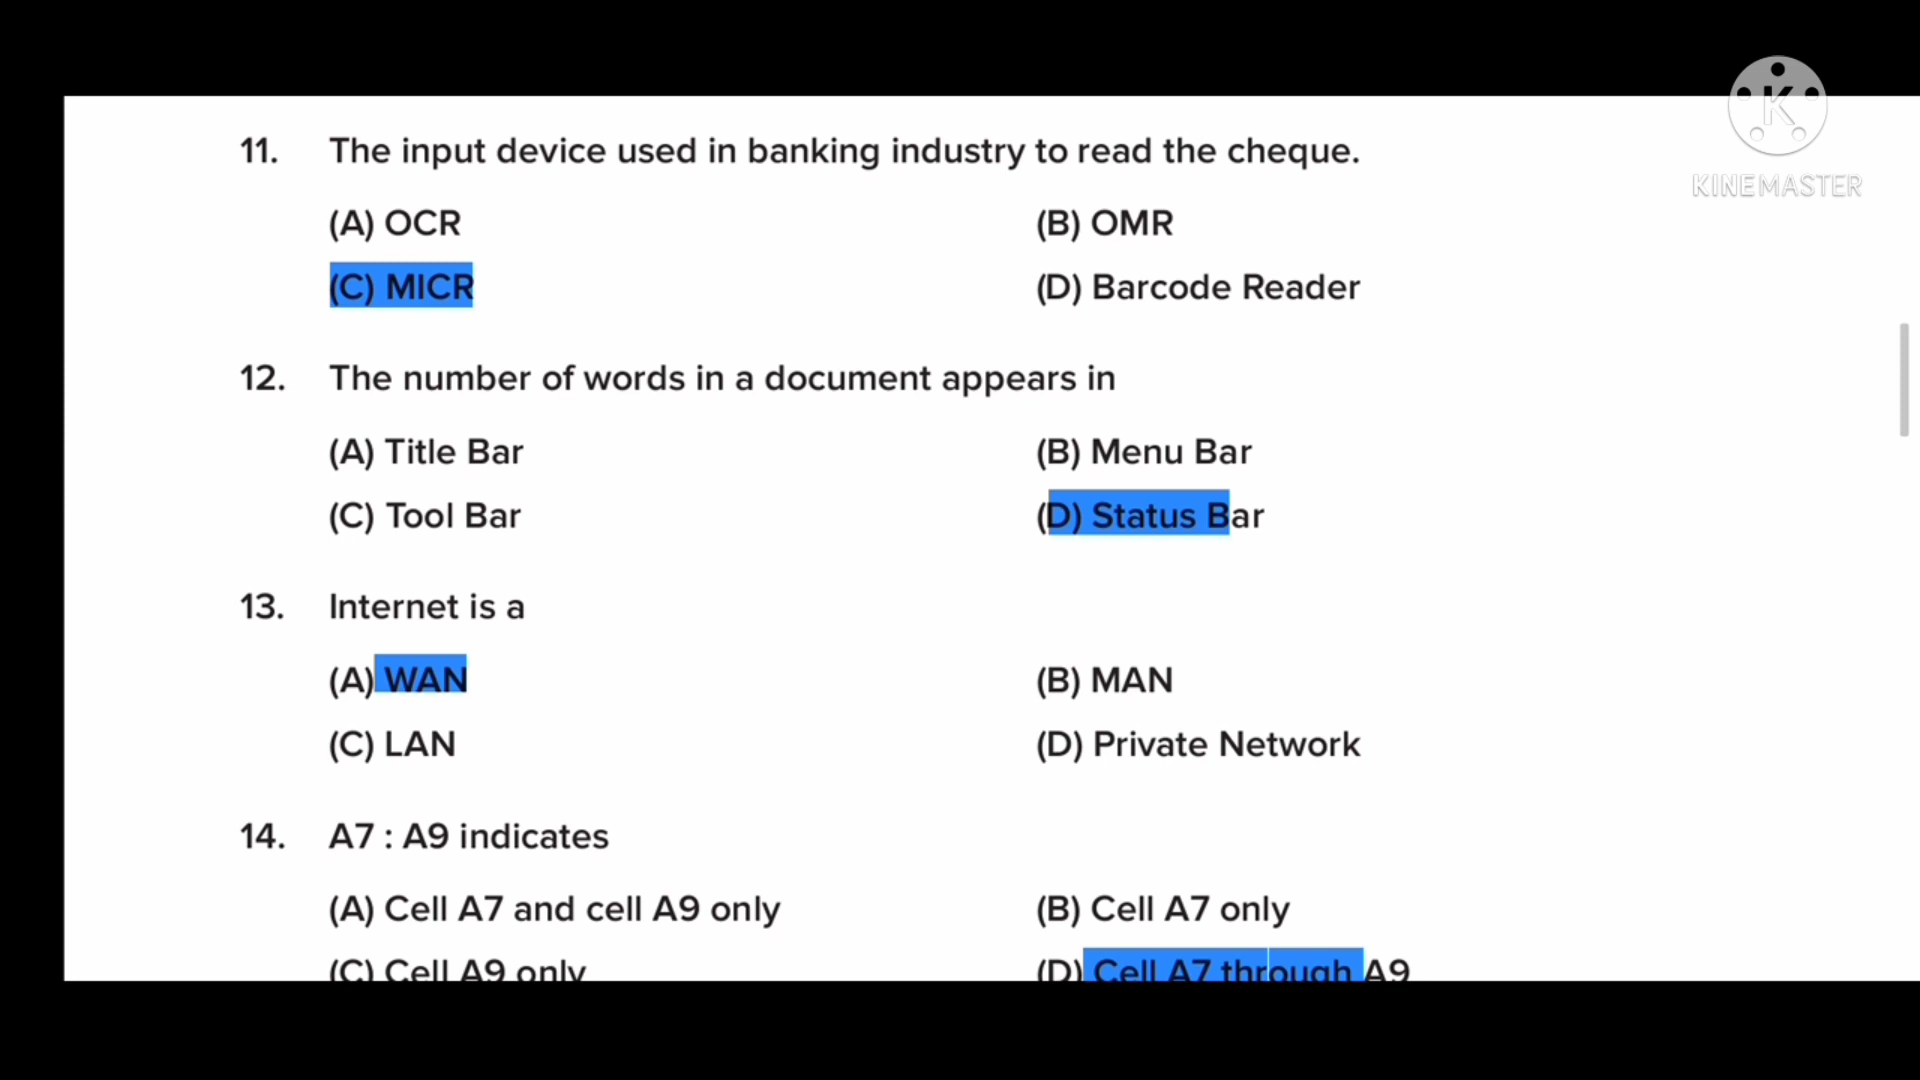 K
KINEMASTER
11. The input device used in banking industry to read the cheque.
(A) OCR (B) OMR
(C) MICR (D) Barcode Reader
12. The number of words in a document appears in
(A) Title Bar (B) Menu Bar
(C) Tool Bar (D) Status Bar
13. Internet is a
(A) WAN (B) MAN
(C) LAN (D) Private Network
14. A7 : A9 indicates
(A) Cell A7 and cell A9 only (B) Cell A7 only
(C) Cell A9 only (D) Cell A7 through A9